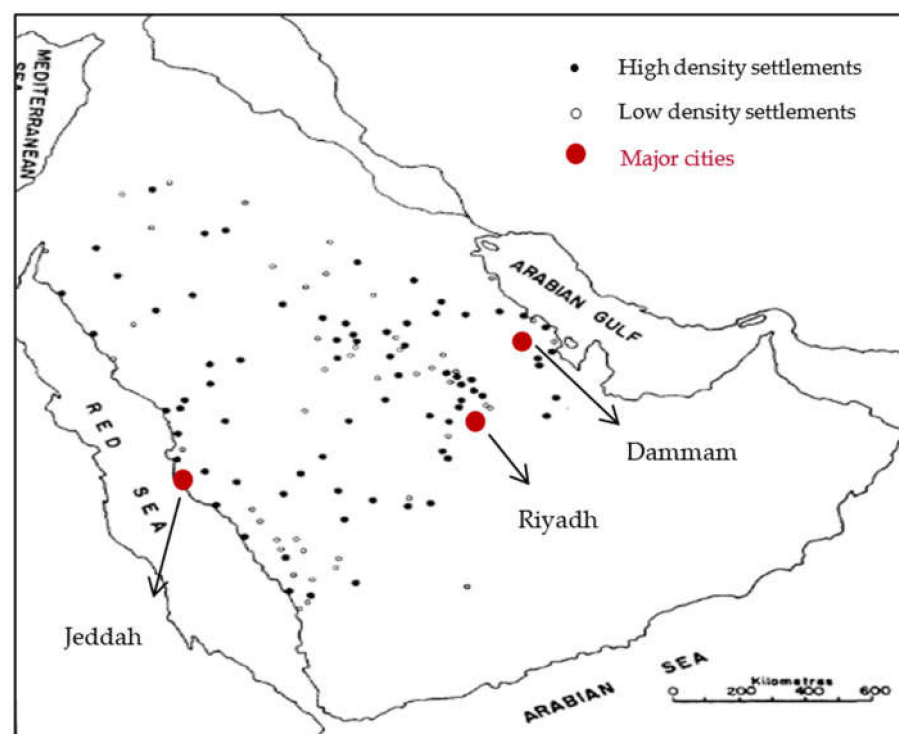 MEDITERRANEAN
SEA
High density settlements
Low density settlements
Major cities
ARABIAN GULF
RED SEA
Dammam
Riyadh
Jeddah
ARABIAN SEA
Kilometres
0 200 400 600